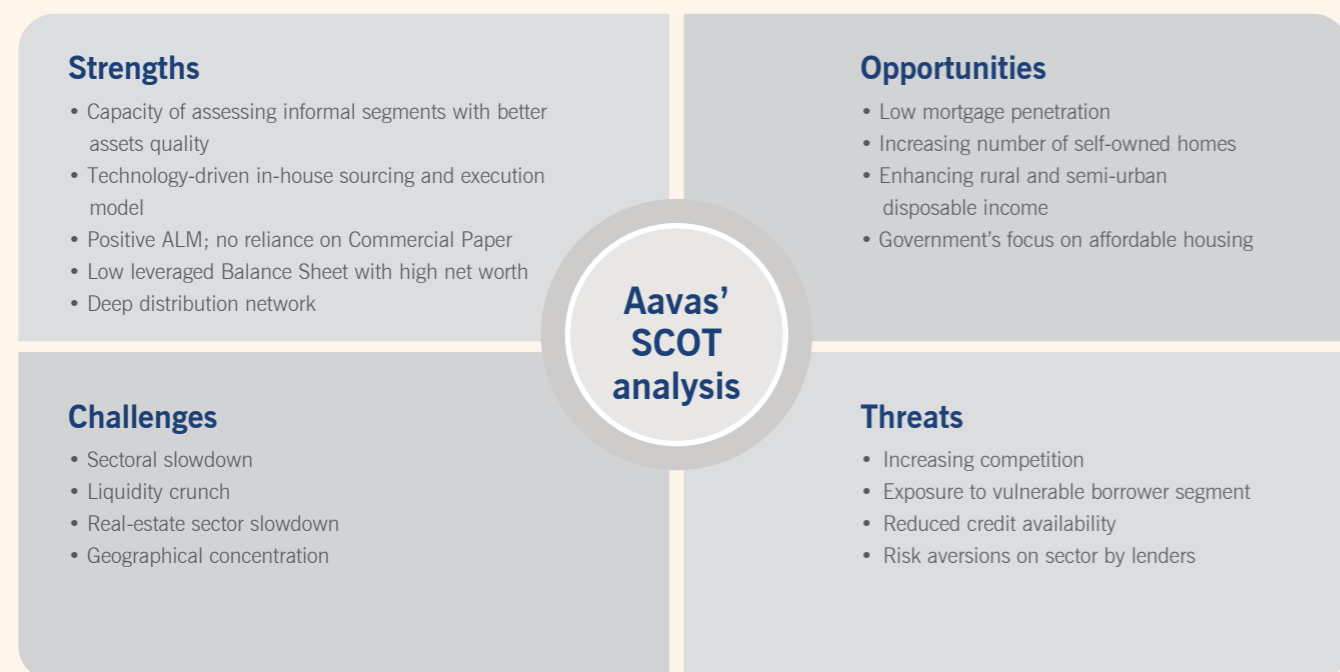 Strengths
• Capacity of assessing informal segments with better
assets quality
• Technology-driven in-house sourcing and execution
model
• Positive ALM; no reliance on Commercial Paper
• Low leveraged Balance Sheet with high net worth
• Deep distribution network
Opportunities
• Low mortgage penetration
• Increasing number of self-owned homes
• Enhancing rural and semi-urban
disposable income
• Government’s focus on affordable housing
Aavas’
SCOT
analysis
Challenges
• Sectoral slowdown
• Liquidity crunch
• Real-estate sector slowdown
• Geographical concentration
Threats
• Increasing competition
• Exposure to vulnerable borrower segment
• Reduced credit availability
• Risk aversions on sector by lenders